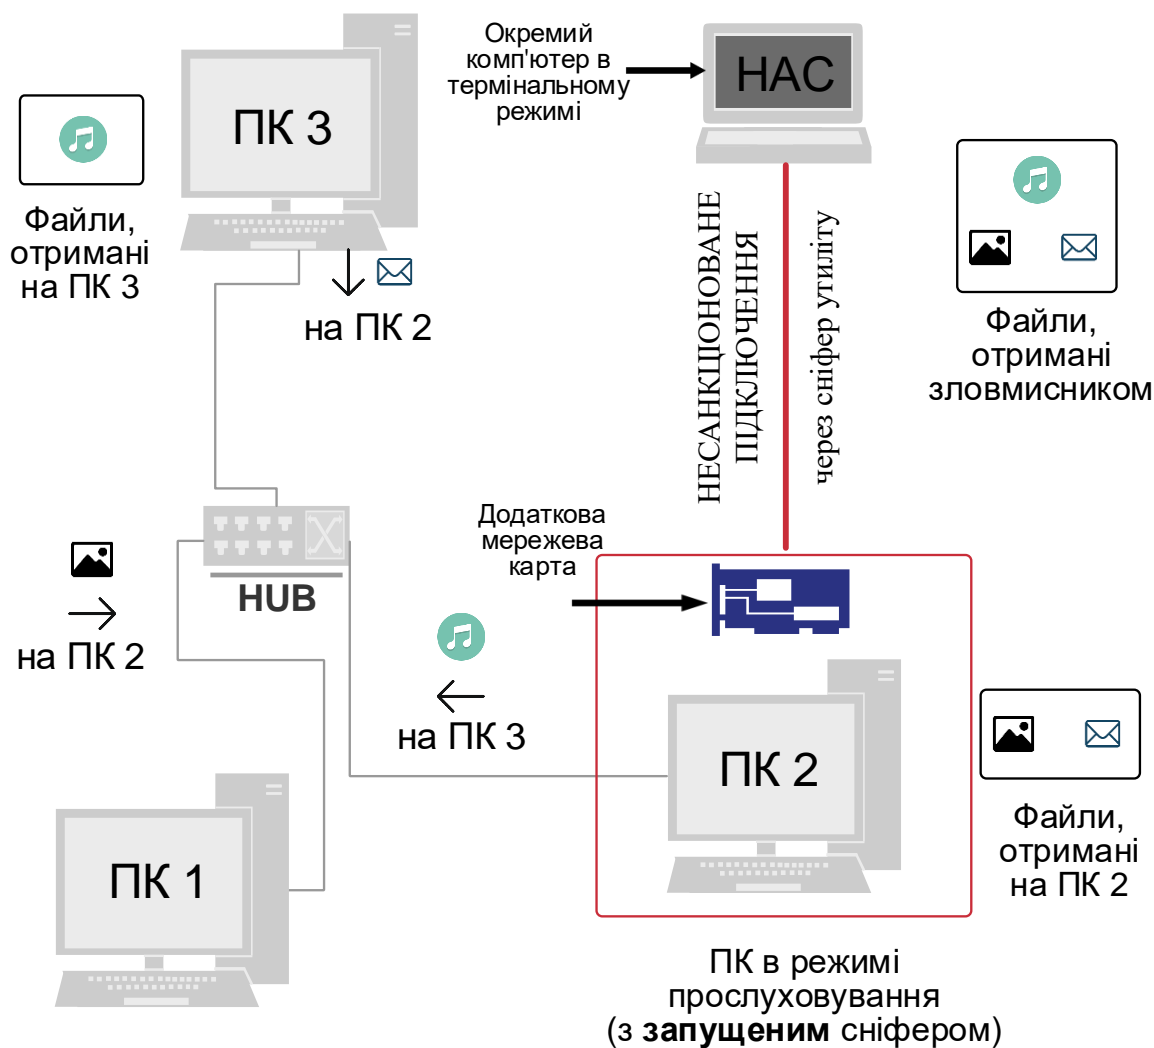 Окремий
комп'ютер в
термінальному
режимі
НАС
ПК 3
Файли,
отримані
на ПК 3
на ПК 2
НЕСАНКЦІОНОВАНЕ
ПІДКЛЮЧЕННЯ
через сніфер утиліту
Файли,
отримані
зловмисником
Додаткова
мережева
карта
HUB
на ПК 2
на ПК 3
ПК 2
Файли,
отримані
на ПК 2
ПК 1
ПК в режимі
прослуховування
(з запущеним сніфером)